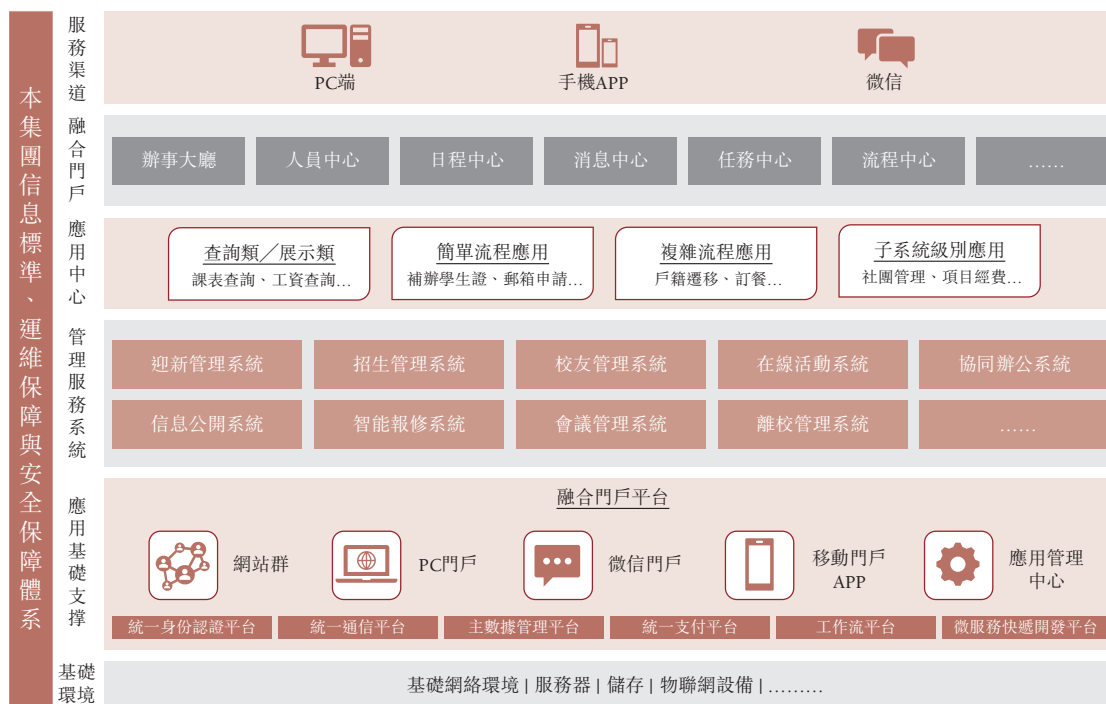 本集團信息標準、運維保障與安全保障體系
服務渠道
PC端
手機APP
微信
融合門戶
辦事大廳
人員中心
日程中心
消息中心
任務中心
流程中心
……
應用中心
查詢類／展示類
課表查詢、工資查詢…
簡單流程應用
補辦學生證、郵箱申請…
複雜流程應用
戶籍遷移、訂餐…
子系統級別應用
社團管理、項目經費…
管理服務系統
迎新管理系統
招生管理系統
校友管理系統
在線活動系統
協同辦公系統
信息公開系統
智能報修系統
會議管理系統
離校管理系統
……
應用基礎支撐
融合門戶平台
網站群
PC門戶
微信門戶
移動門戶
APP
應用管理
中心
統一身份認證平台
統一通信平台
主數據管理平台
統一支付平台
工作流平台
微服務快遞開發平台
基礎
環境
基礎網絡環境 | 服務器 | 儲存 | 物聯網設備 | ………